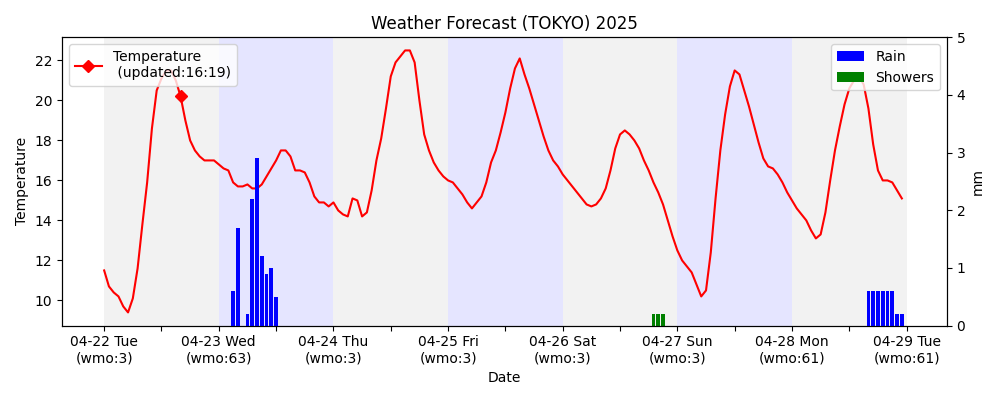 Weather Forecast (TOKYO) 2025
Temperature
(updated:16:19)
Rain
Showers
Temperature
22
20
18
16
14
12
10
5
4
3
2
1
0
mm
04-22 Tue 04-23 Wed 04-24 Thu 04-25 Fri 04-26 Sat 04-27 Sun 04-28 Mon 04-29 Tue
(wmo:3) (wmo:63) (wmo:3) (wmo:3) (wmo:3) (wmo:3) (wmo:61) (wmo:61)
Date